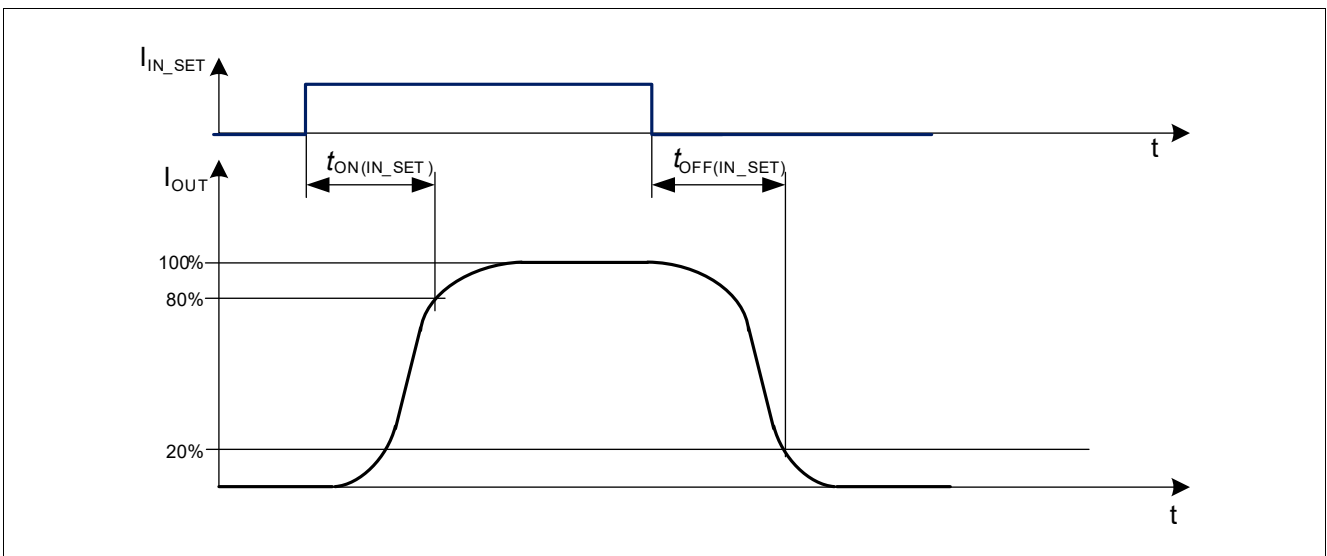 I_IN_SET
t
t_ON(IN_SET)
t_OFF(IN_SET)
I_OUT
100%
80%
20%
t